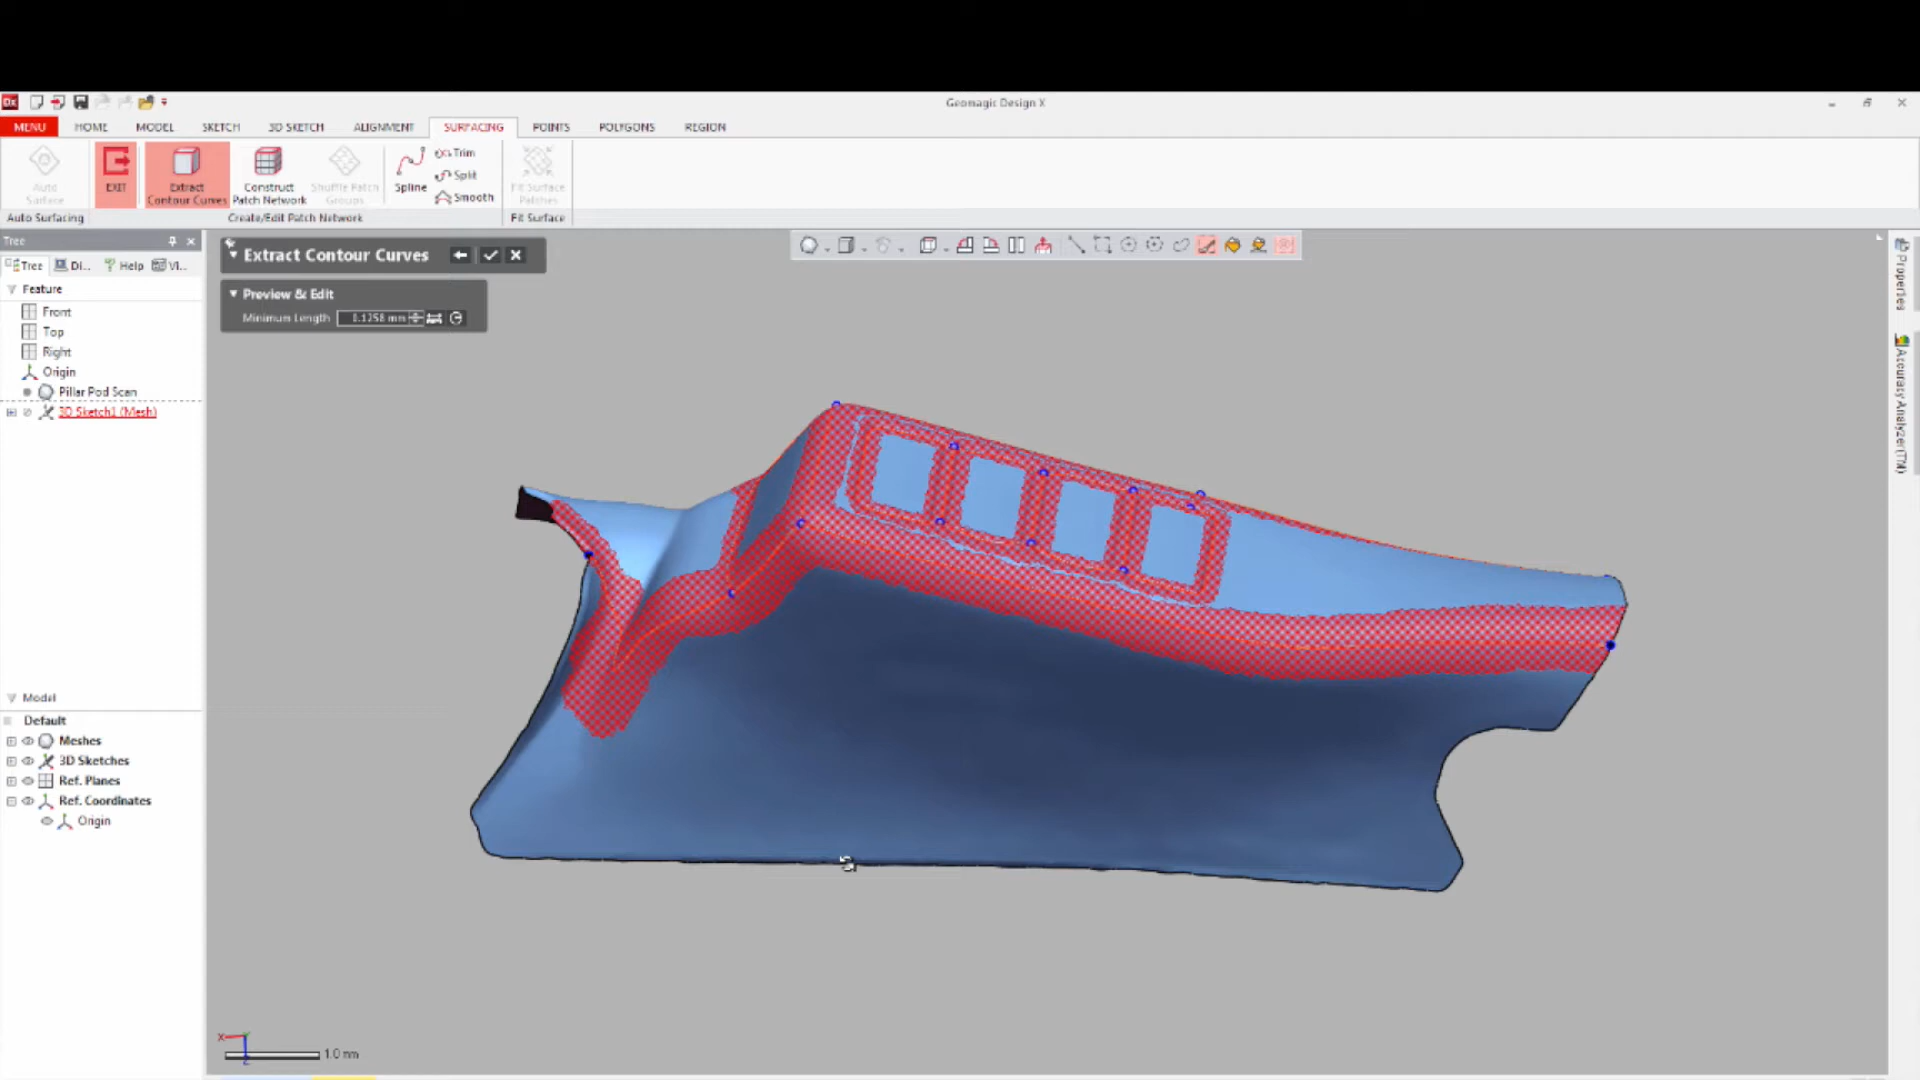 Dx
Geomagic Design X
MENU HOME MODEL SKETCH 3D SKETCH ALIGNMENT SURFACING POINTS POLYGONS REGION
Auto Surfacing
EXIT
Extract Contour Curves
Construct Patch Network
Shuffle Patch Groups
Spline
Trim
Split
Smooth
Fit Surface Patches
Auto Surfacing
Create/Edit Patch Network
Fit Surface
Tree
Tree Di... Help Vi...
Feature
Front
Top
Right
Origin
Pillar Pod Scan
3D Sketch1 (Mesh)
Extract Contour Curves
Preview & Edit
Minimum Length 0.1258 mm
Properties
Accuracy Analyzer(TM)
Model
Default
Meshes
3D Sketches
Ref. Planes
Ref. Coordinates
Origin
X